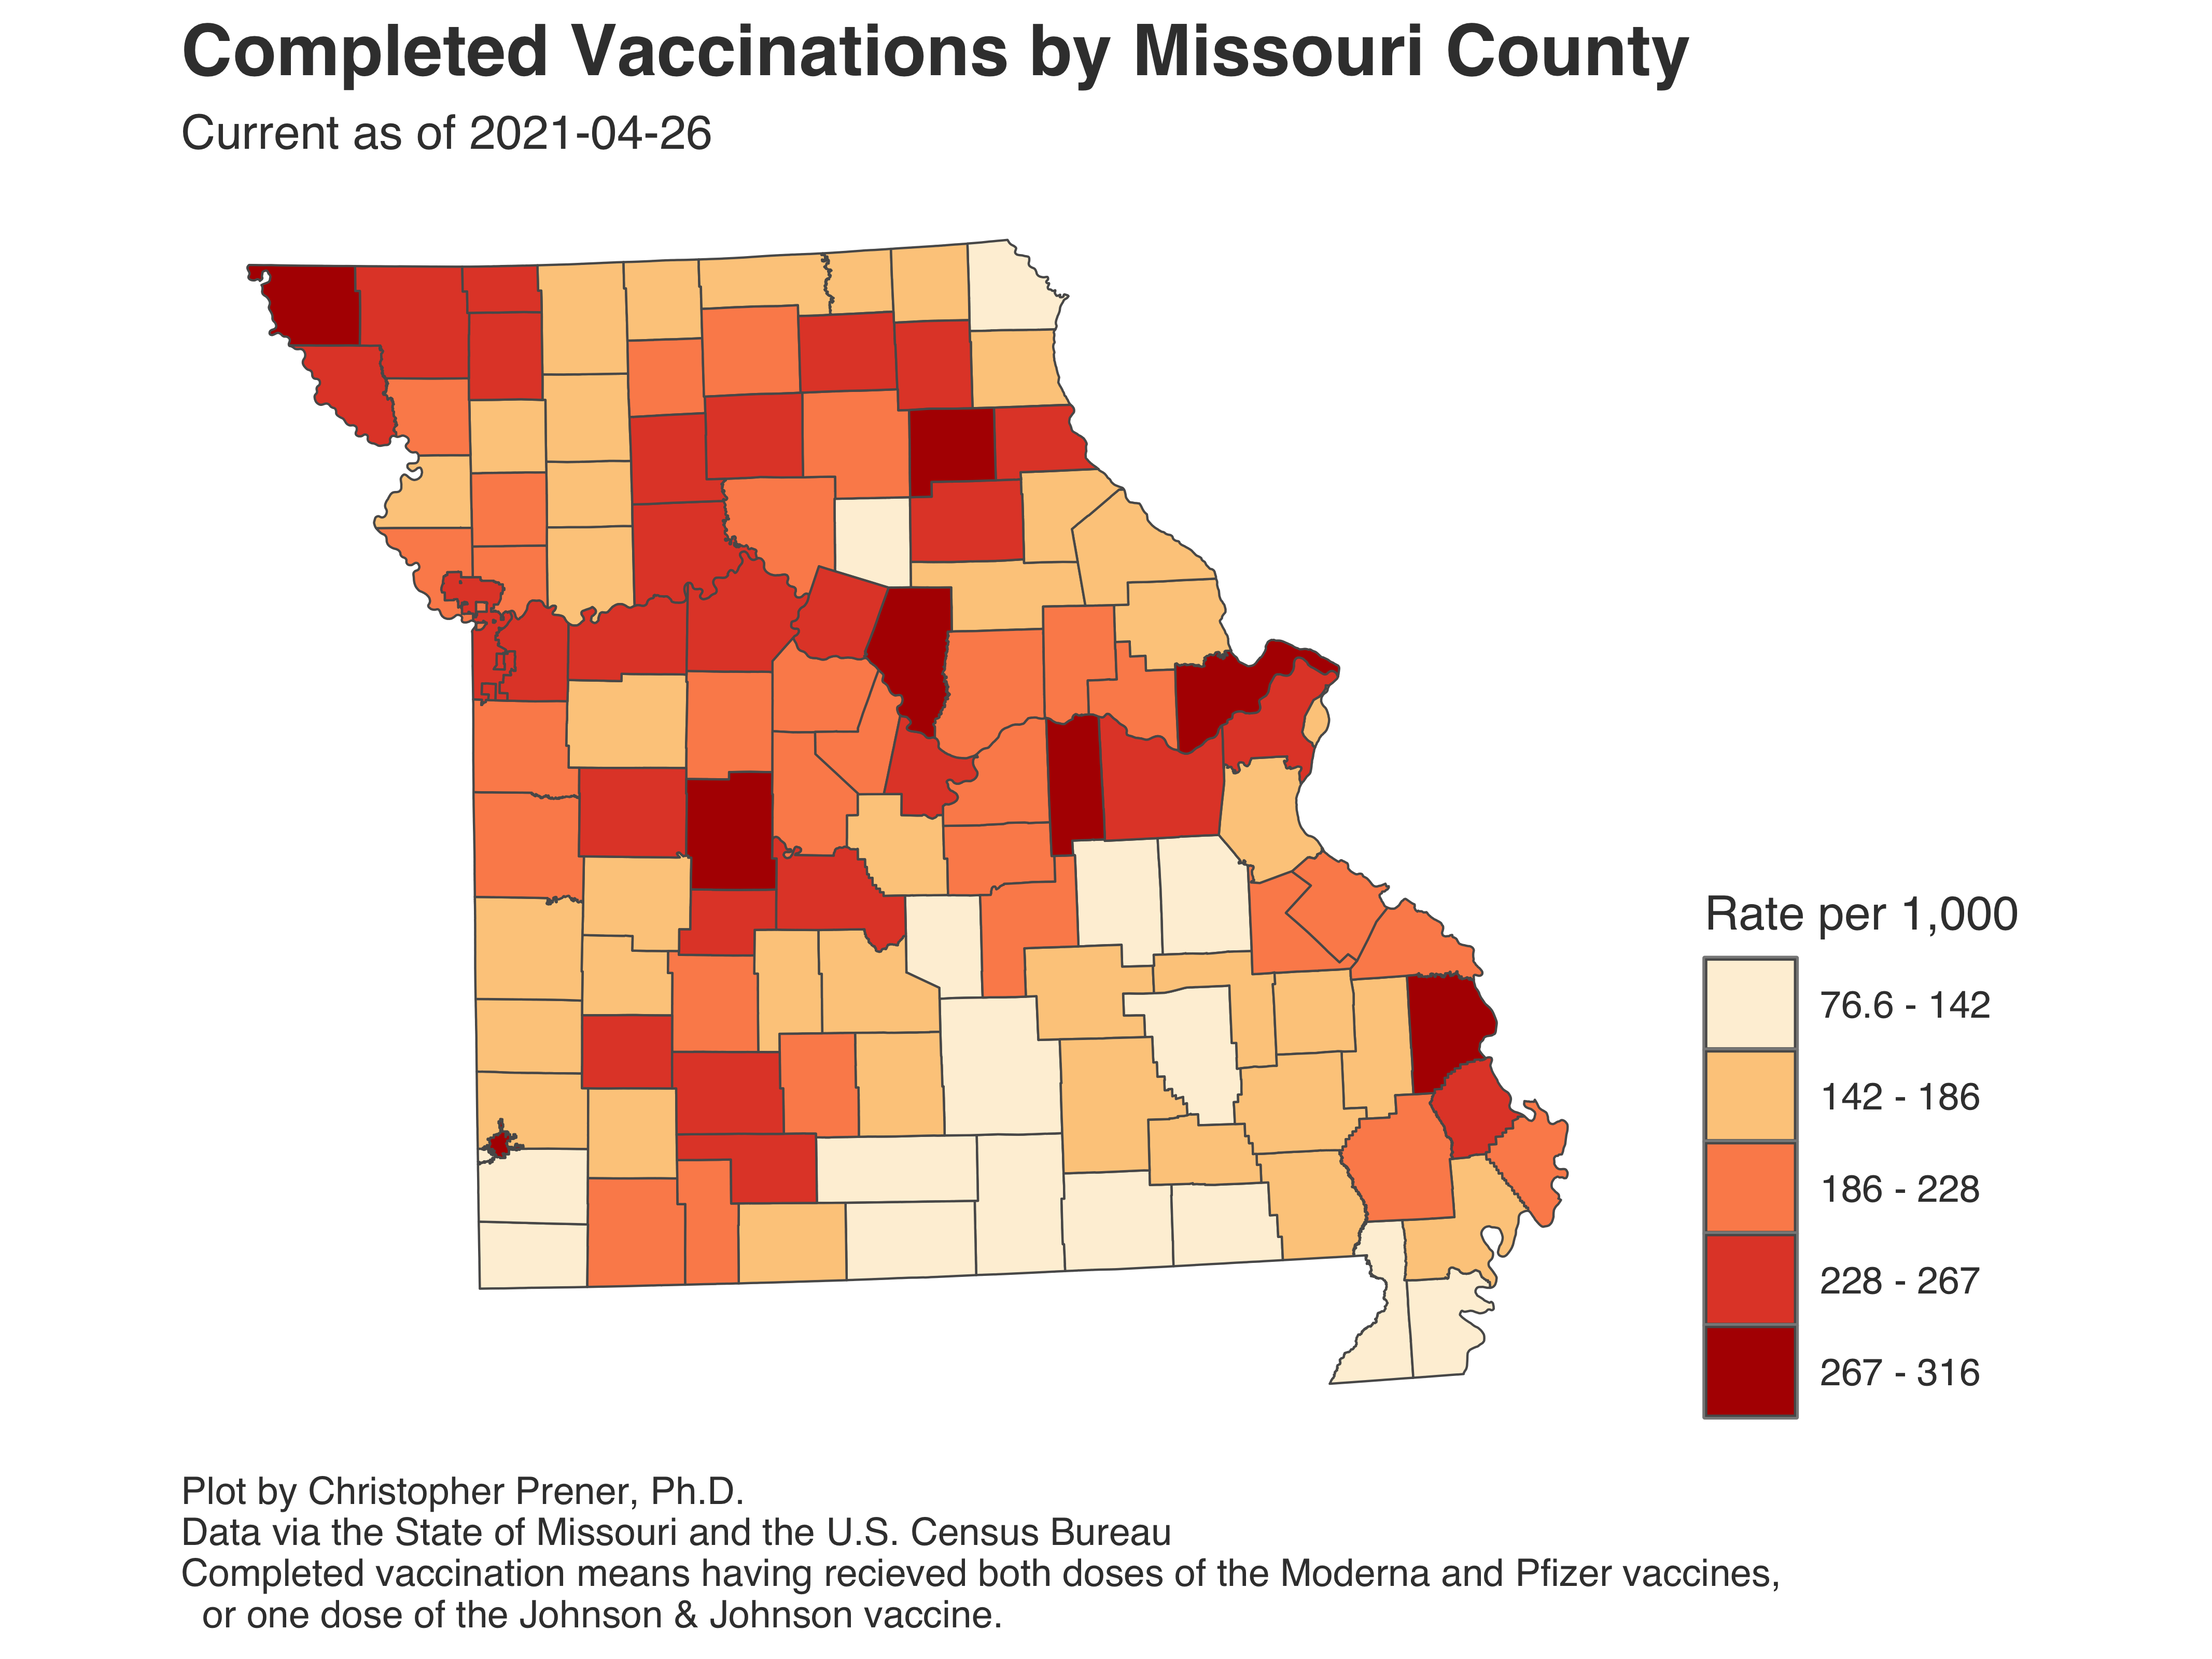 Completed Vaccinations by Missouri County
Current as of 2021-04-26
Rate per 1,000
76.6 - 142
142 - 186
186 - 228
228 - 267
267 - 316
Plot by Christopher Prener, Ph.D.
Data via the State of Missouri and the U.S. Census Bureau
Completed vaccination means having recieved both doses of the Moderna and Pfizer vaccines,
or one dose of the Johnson & Johnson vaccine.